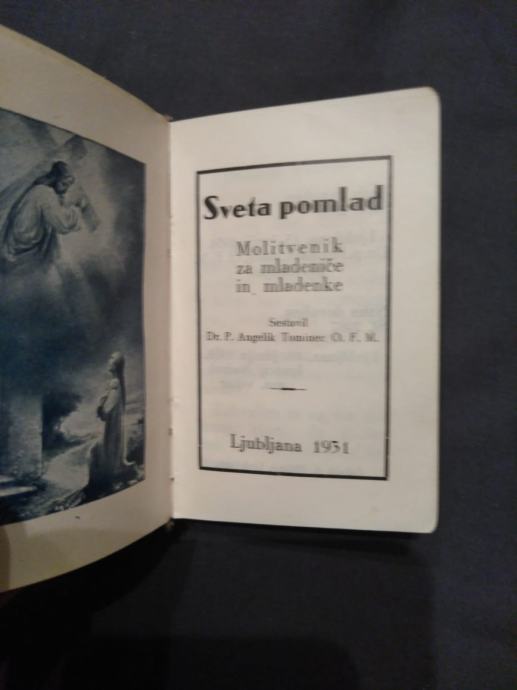 Sveta pomlad
Molitvenik
za mladeniče
in mladenke
Sestavil
Dr. P. Angelik Tominec O. F. M.
Ljubljana 1931